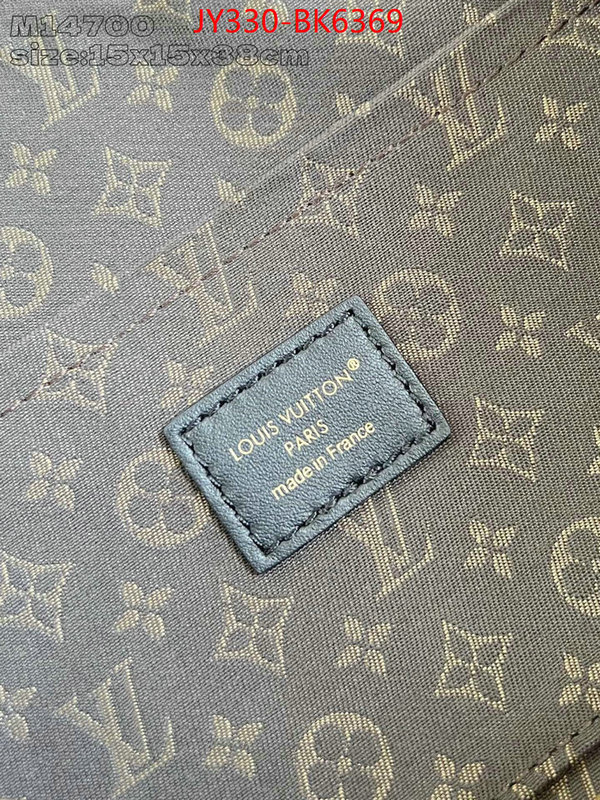 JY330-BK6369
M14700
size:15x15x38cm
LOUIS VUITTON®
PARIS
made in France